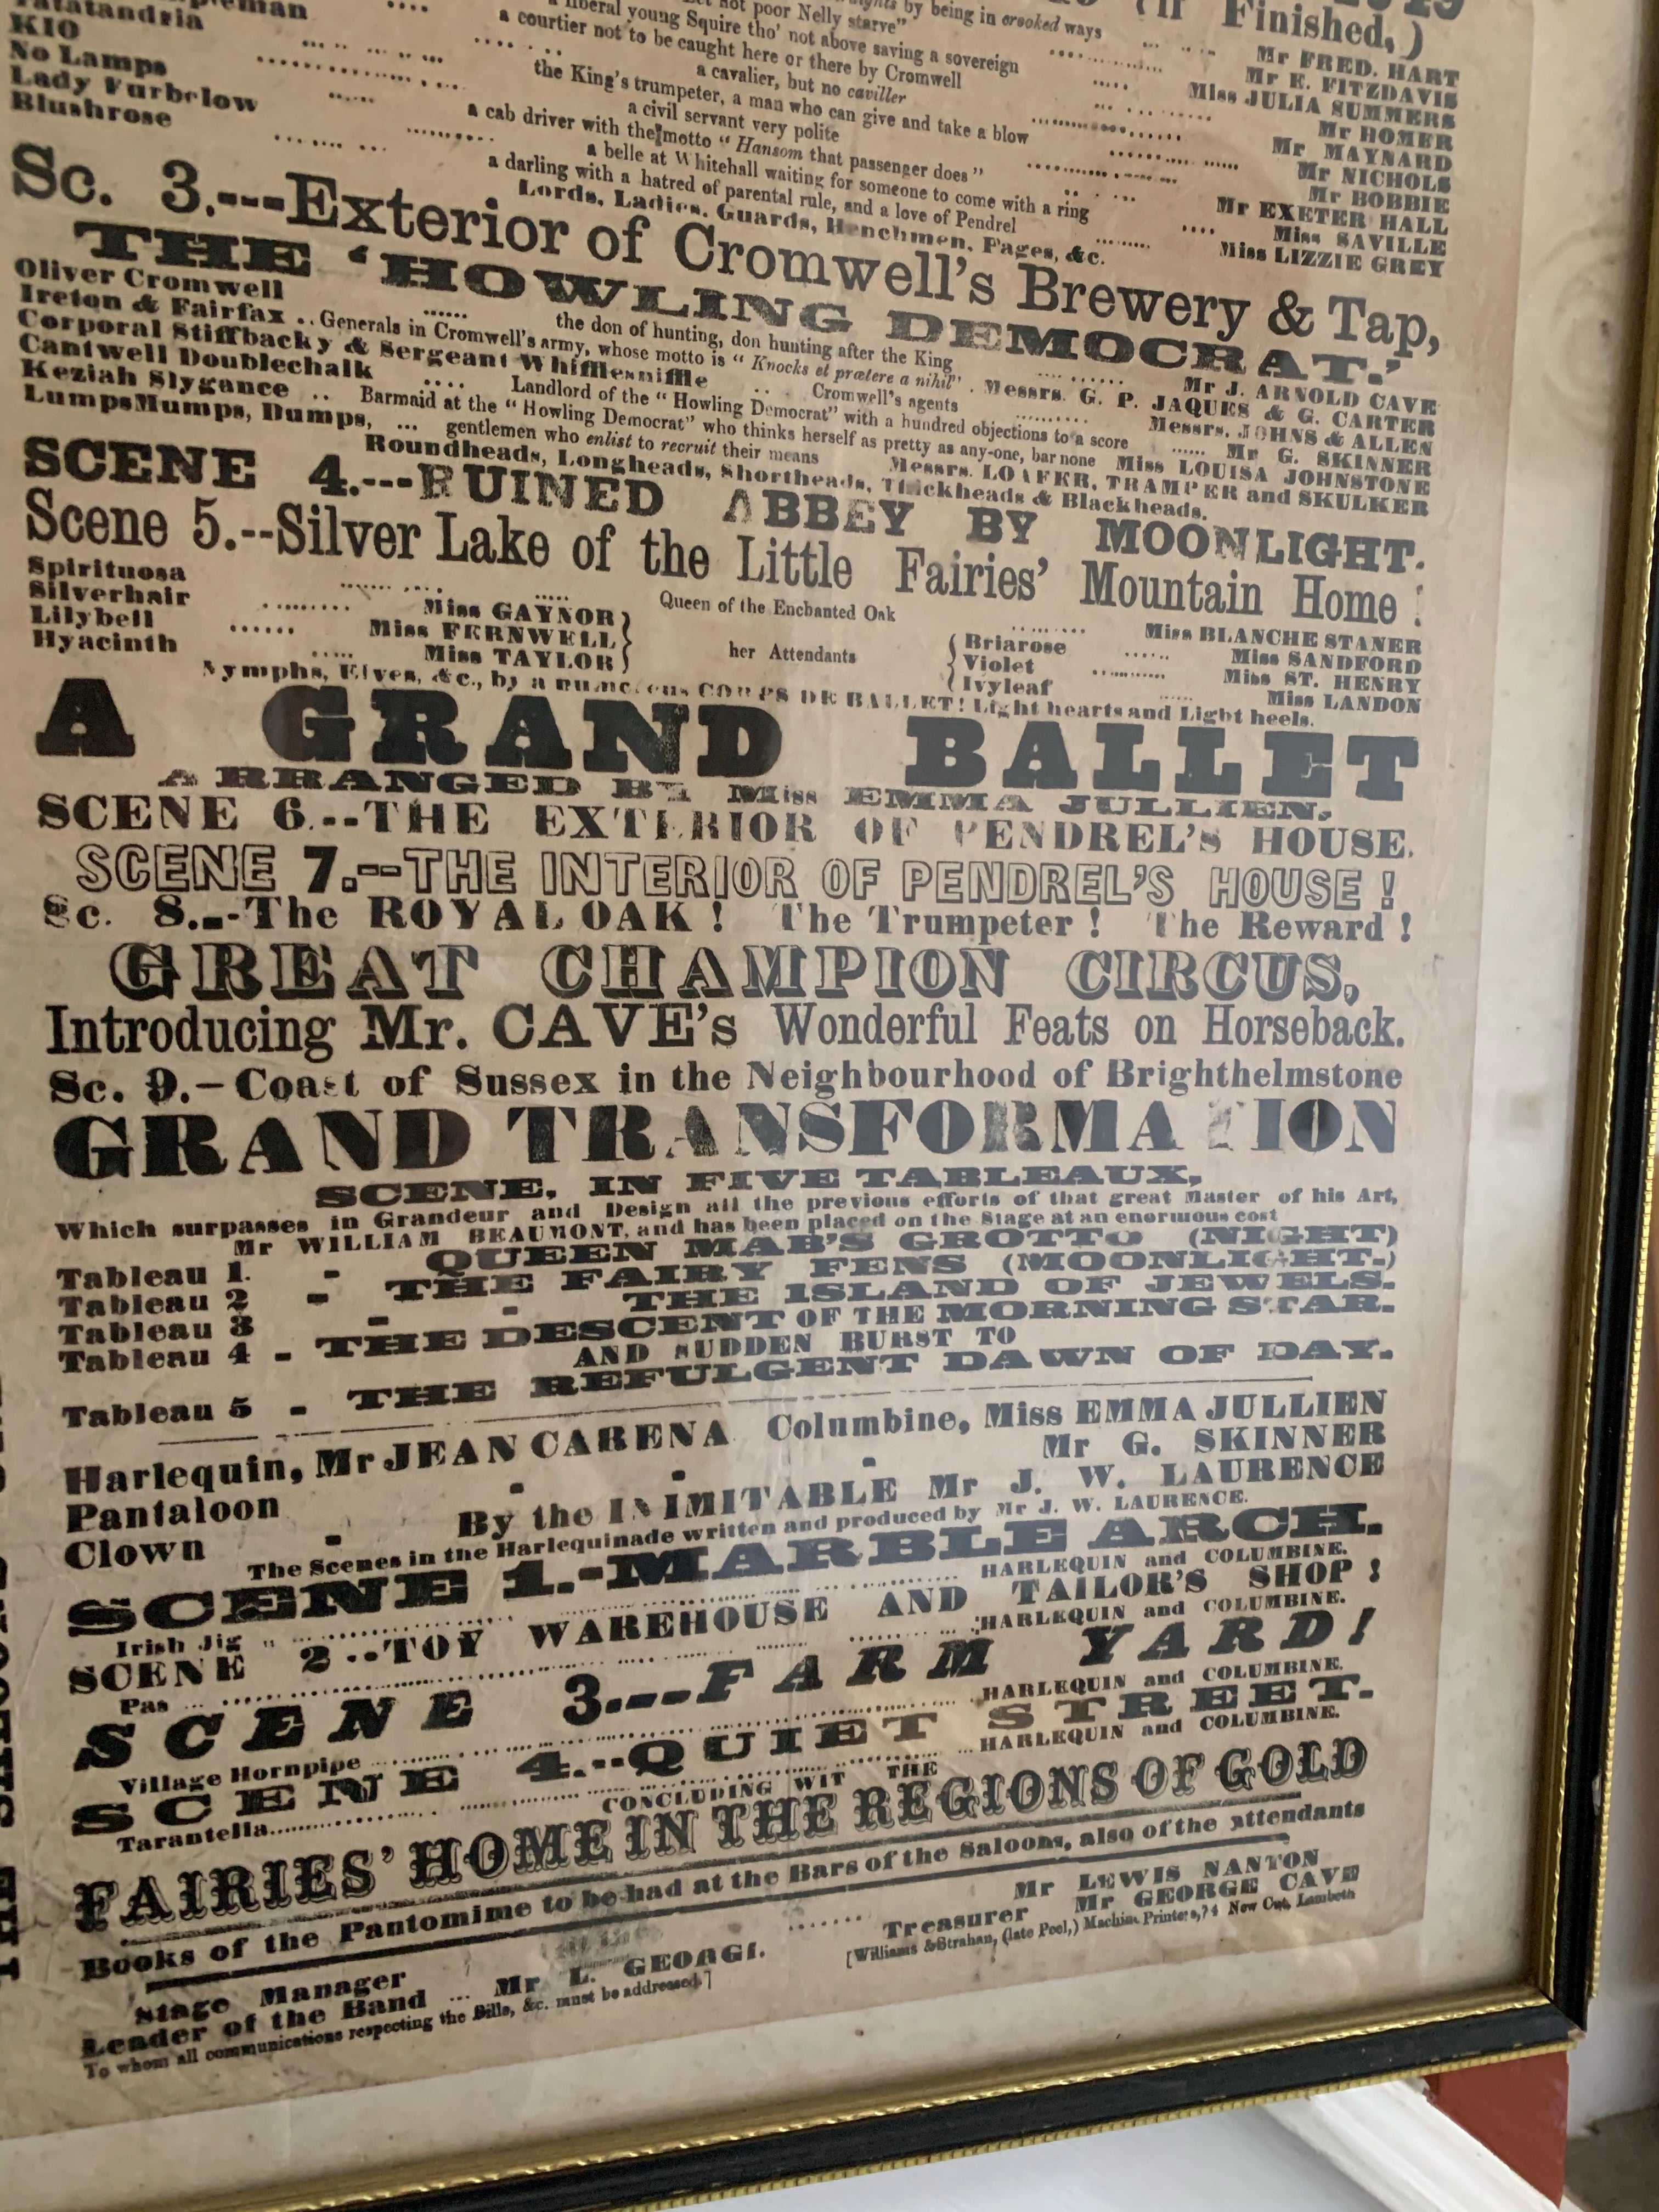 (If Finished,)
by being in crooked ways
not poor Nelly starve" Mr FRED. HART
liberal young Squire tho' not above saving a sovereign Mr E. FITZDAVIS
a courtier not to be caught here or there by Cromwell Miss JULIA SUMMERS
a cavalier, but no caviller Mr HOMER
the King's trumpeter, a man who can give and take a blow Mr MAYNARD
KIO a civil servant very polite Mr NICHOLS
No Lamps a cab driver with the motto "Hansom that passenger does" Mr BOBBIE
Mr EXETER HALL
Lady Furbelow a belle at Whitehall waiting for someone to come with a ring Miss SAVILLE
Blushrose a darling with a hatred of parental rule, and a love of Pendrel Miss LIZZIE GREY
Lords, Ladies, Guards, Henchmen, Pages, &c.
Sc. 3.---Exterior of Cromwell's Brewery & Tap,
THE 'HOWLING DEMOCRAT.'
Oliver Cromwell the don of hunting, don hunting after the King Mr J. ARNOLD CAVE
Ireton & Fairfax .. Generals in Cromwell's army, whose motto is "Knocks et prætere a nihil" . Messrs. G. P. JAQUES & G. CARTER
Corporal Stiffbacky & Sergeant Whifflesniffle .. Cromwell's agents Messrs. JOHNS & ALLEN
Cantwell Doublechalk .... Landlord of the "Howling Democrat" with a hundred objections to a score Mr G. SKINNER
Keziah Slygance .. Barmaid at the "Howling Democrat" who thinks herself as pretty as any-one, bar none Miss LOUISA JOHNSTONE
LumpsMumps, Dumps, ... gentlemen who enlist to recruit their means Messrs. LOAFER, TRAMPER and SKULKER
Roundheads, Longheads, Shortheads, Thickheads & Blackheads.
SCENE 4.---RUINED ABBEY BY MOONLIGHT.
Scene 5.--Silver Lake of the Little Fairies' Mountain Home !
Spirituosa Queen of the Enchanted Oak Miss BLANCHE STANER
Silverhair Miss GAYNOR } { Briarose Miss SANDFORD
Lilybell Miss FERNWELL } her Attendants { Violet Miss ST. HENRY
Hyacinth Miss TAYLOR } { Ivyleaf Miss LANDON
Nymphs, Elves, &c., by a numerous CORPS DE BALLET! Light hearts and Light heels.
A GRAND BALLET
ARRANGED BY Miss EMMA JULLIEN.
SCENE 6.--THE EXTERIOR OF PENDREL'S HOUSE.
SCENE 7.--THE INTERIOR OF PENDREL'S HOUSE!
Sc. 8.--The ROYAL OAK! The Trumpeter! The Reward!
GREAT CHAMPION CIRCUS,
Introducing Mr. CAVE's Wonderful Feats on Horseback.
Sc. 9.–Coast of Sussex in the Neighbourhood of Brighthelmstone
GRAND TRANSFORMATION
SCENE, IN FIVE TABLEAUX,
Which surpasses in Grandeur and Design all the previous efforts of that great Master of his Art,
Mr WILLIAM BEAUMONT, and has been placed on the Stage at an enormous cost
Tableau 1. - QUEEN MAB'S GROTTO (NIGHT)
Tableau 2 - THE FAIRY FENS (MOONLIGHT.)
Tableau 3 - - THE ISLAND OF JEWELS.
Tableau 4 - THE DESCENT OF THE MORNING STAR.
AND SUDDEN BURST TO
Tableau 5 - THE REFULGENT DAWN OF DAY.
Harlequin, Mr JEAN CARENA Columbine, Miss EMMA JULLIEN
Pantaloon - - - Mr G. SKINNER
Clown - By the INIMITABLE Mr J. W. LAURENCE
The Scenes in the Harlequinade written and produced by Mr J. W. LAURENCE.
SCENE 1.-MARBLE ARCH.
Irish Jig HARLEQUIN and COLUMBINE.
SCENE 2..-TOY WAREHOUSE AND TAILOR'S SHOP!
Pas HARLEQUIN and COLUMBINE.
SCENE 3.--FARM YARD!
Village Hornpipe HARLEQUIN and COLUMBINE.
SCENE 4.--QUIET STREET.
Tarantella HARLEQUIN and COLUMBINE.
CONCLUDING WIT THE
FAIRIES' HOME IN THE REGIONS OF GOLD
Books of the Pantomime to be had at the Bars of the Saloons, also of the attendants
Stage Manager Mr LEWIS NANTON
Leader of the Band ... Mr L. GEORGE. Treasurer Mr GEORGE CAVE
To whom all communications respecting the Bills, &c. must be addressed] [Williams & Strahan, (late Peel,) Machine Printers, 74 New Cut, Lambeth